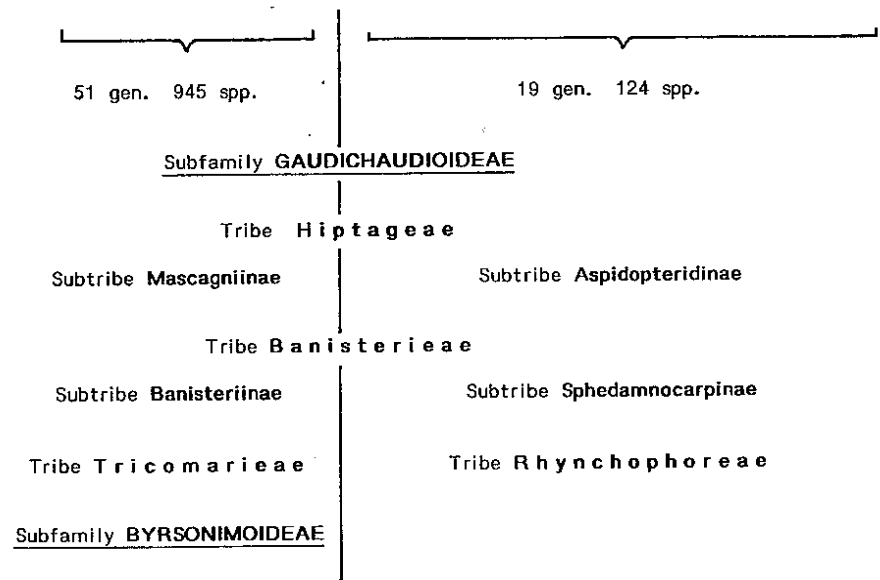 51 gen. 945 spp.
19 gen. 124 spp.
Subfamily GAUDICHAUDIOIDEAE
Tribe Hiptageae
Subtribe Mascagniinae
Subtribe Aspidopteridinae
Tribe Banisterieae
Subtribe Banisteriinae
Subtribe Sphedamnocarpinae
Tribe Tricomarieae
Tribe Rhynchophoreae
Subfamily BYRSONIMOIDEAE